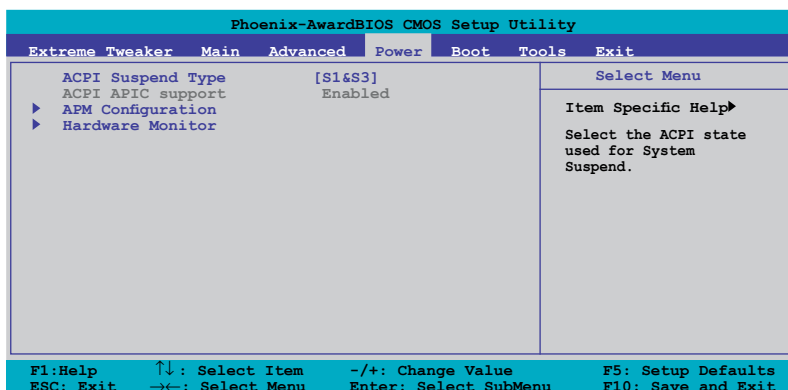 Phoenix-AwardBIOS CMOS Setup Utility
Extreme Tweaker Main Advanced Power Boot Tools Exit
ACPI Suspend Type [S1&S3]
ACPI APIC support Enabled
APM Configuration
Hardware Monitor
Select Menu
Item Specific Help
Select the ACPI state
used for System
Suspend.
F1:Help ↑↓: Select Item -/+: Change Value F5: Setup Defaults
ESC: Exit →←: Select Menu Enter: Select SubMenu F10: Save and Exit